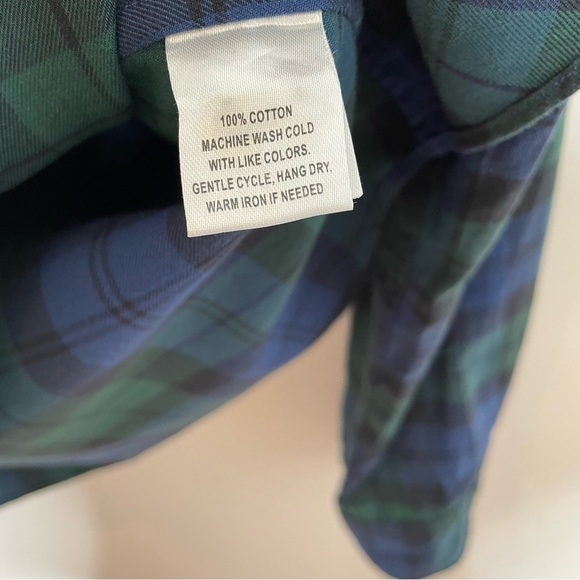 100% COTTON
MACHINE WASH COLD
WITH LIKE COLORS.
GENTLE CYCLE, HANG DRY,
WARM IRON IF NEEDED